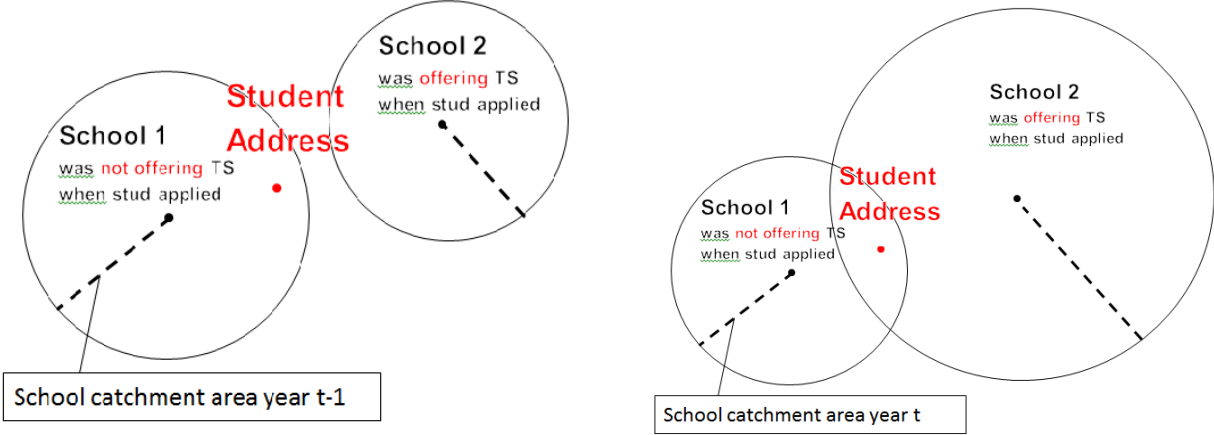 School 2
was offering TS
when stud applied
Student
Address
School 1
was not offering TS
when stud applied
School catchment area year t-1
School 2
was offering TS
when stud applied
Student
Address
School 1
was not offering TS
when stud applied
School catchment area year t